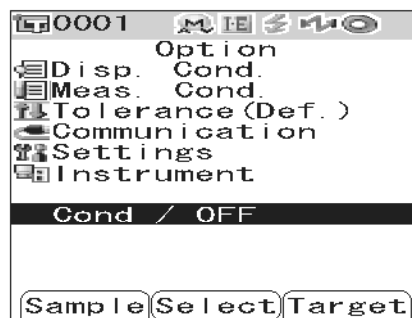 0001 M I·E
Option
Disp. Cond.
Meas. Cond.
Tolerance(Def.)
Communication
Settings
Instrument
Cond / OFF
Sample Select Target